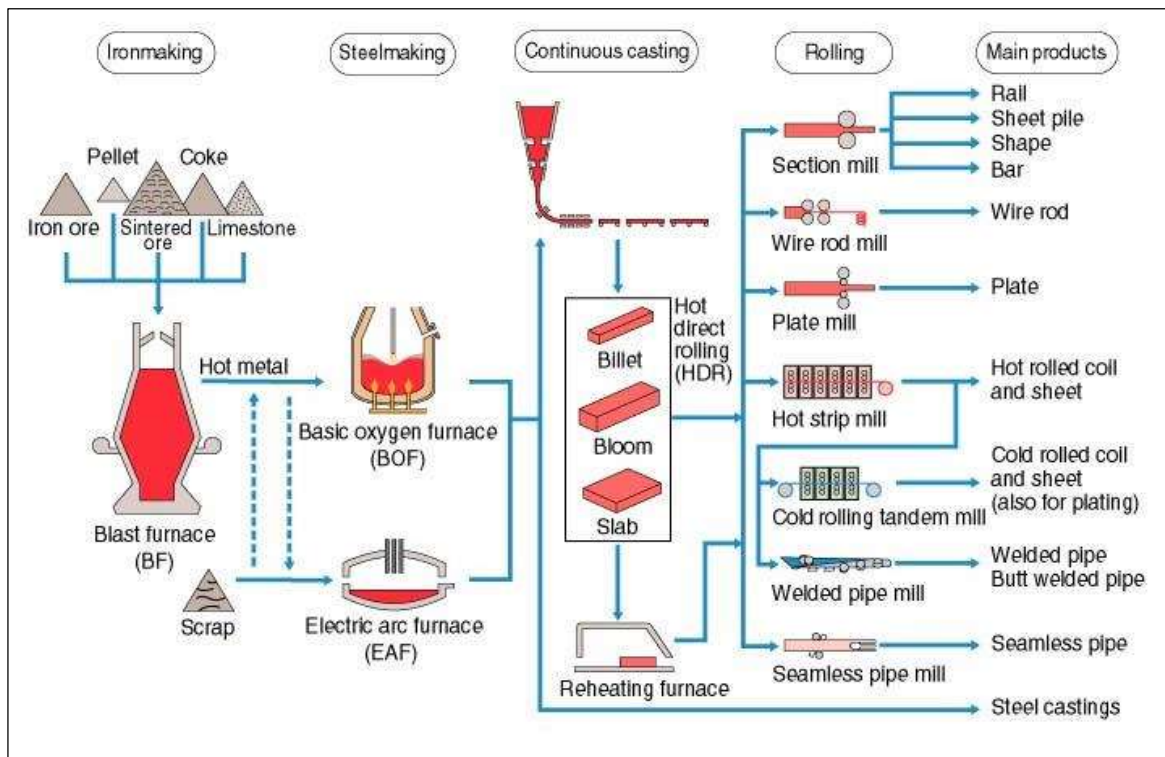 Ironmaking
Steelmaking
Continuous casting
Rolling
Main products
Pellet
Coke
Iron ore
Sintered
ore
Limestone
Hot metal
Blast furnace
(BF)
Scrap
Basic oxygen furnace
(BOF)
Electric arc furnace
(EAF)
Hot
direct
rolling
(HDR)
Billet
Bloom
Slab
Reheating furnace
Section mill
Rail
Sheet pile
Shape
Bar
Wire rod mill
Wire rod
Plate mill
Plate
Hot strip mill
Hot rolled coil
and sheet
Cold rolling tandem mill
Cold rolled coil
and sheet
(also for plating)
Welded pipe mill
Welded pipe
Butt welded pipe
Seamless pipe mill
Seamless pipe
Steel castings